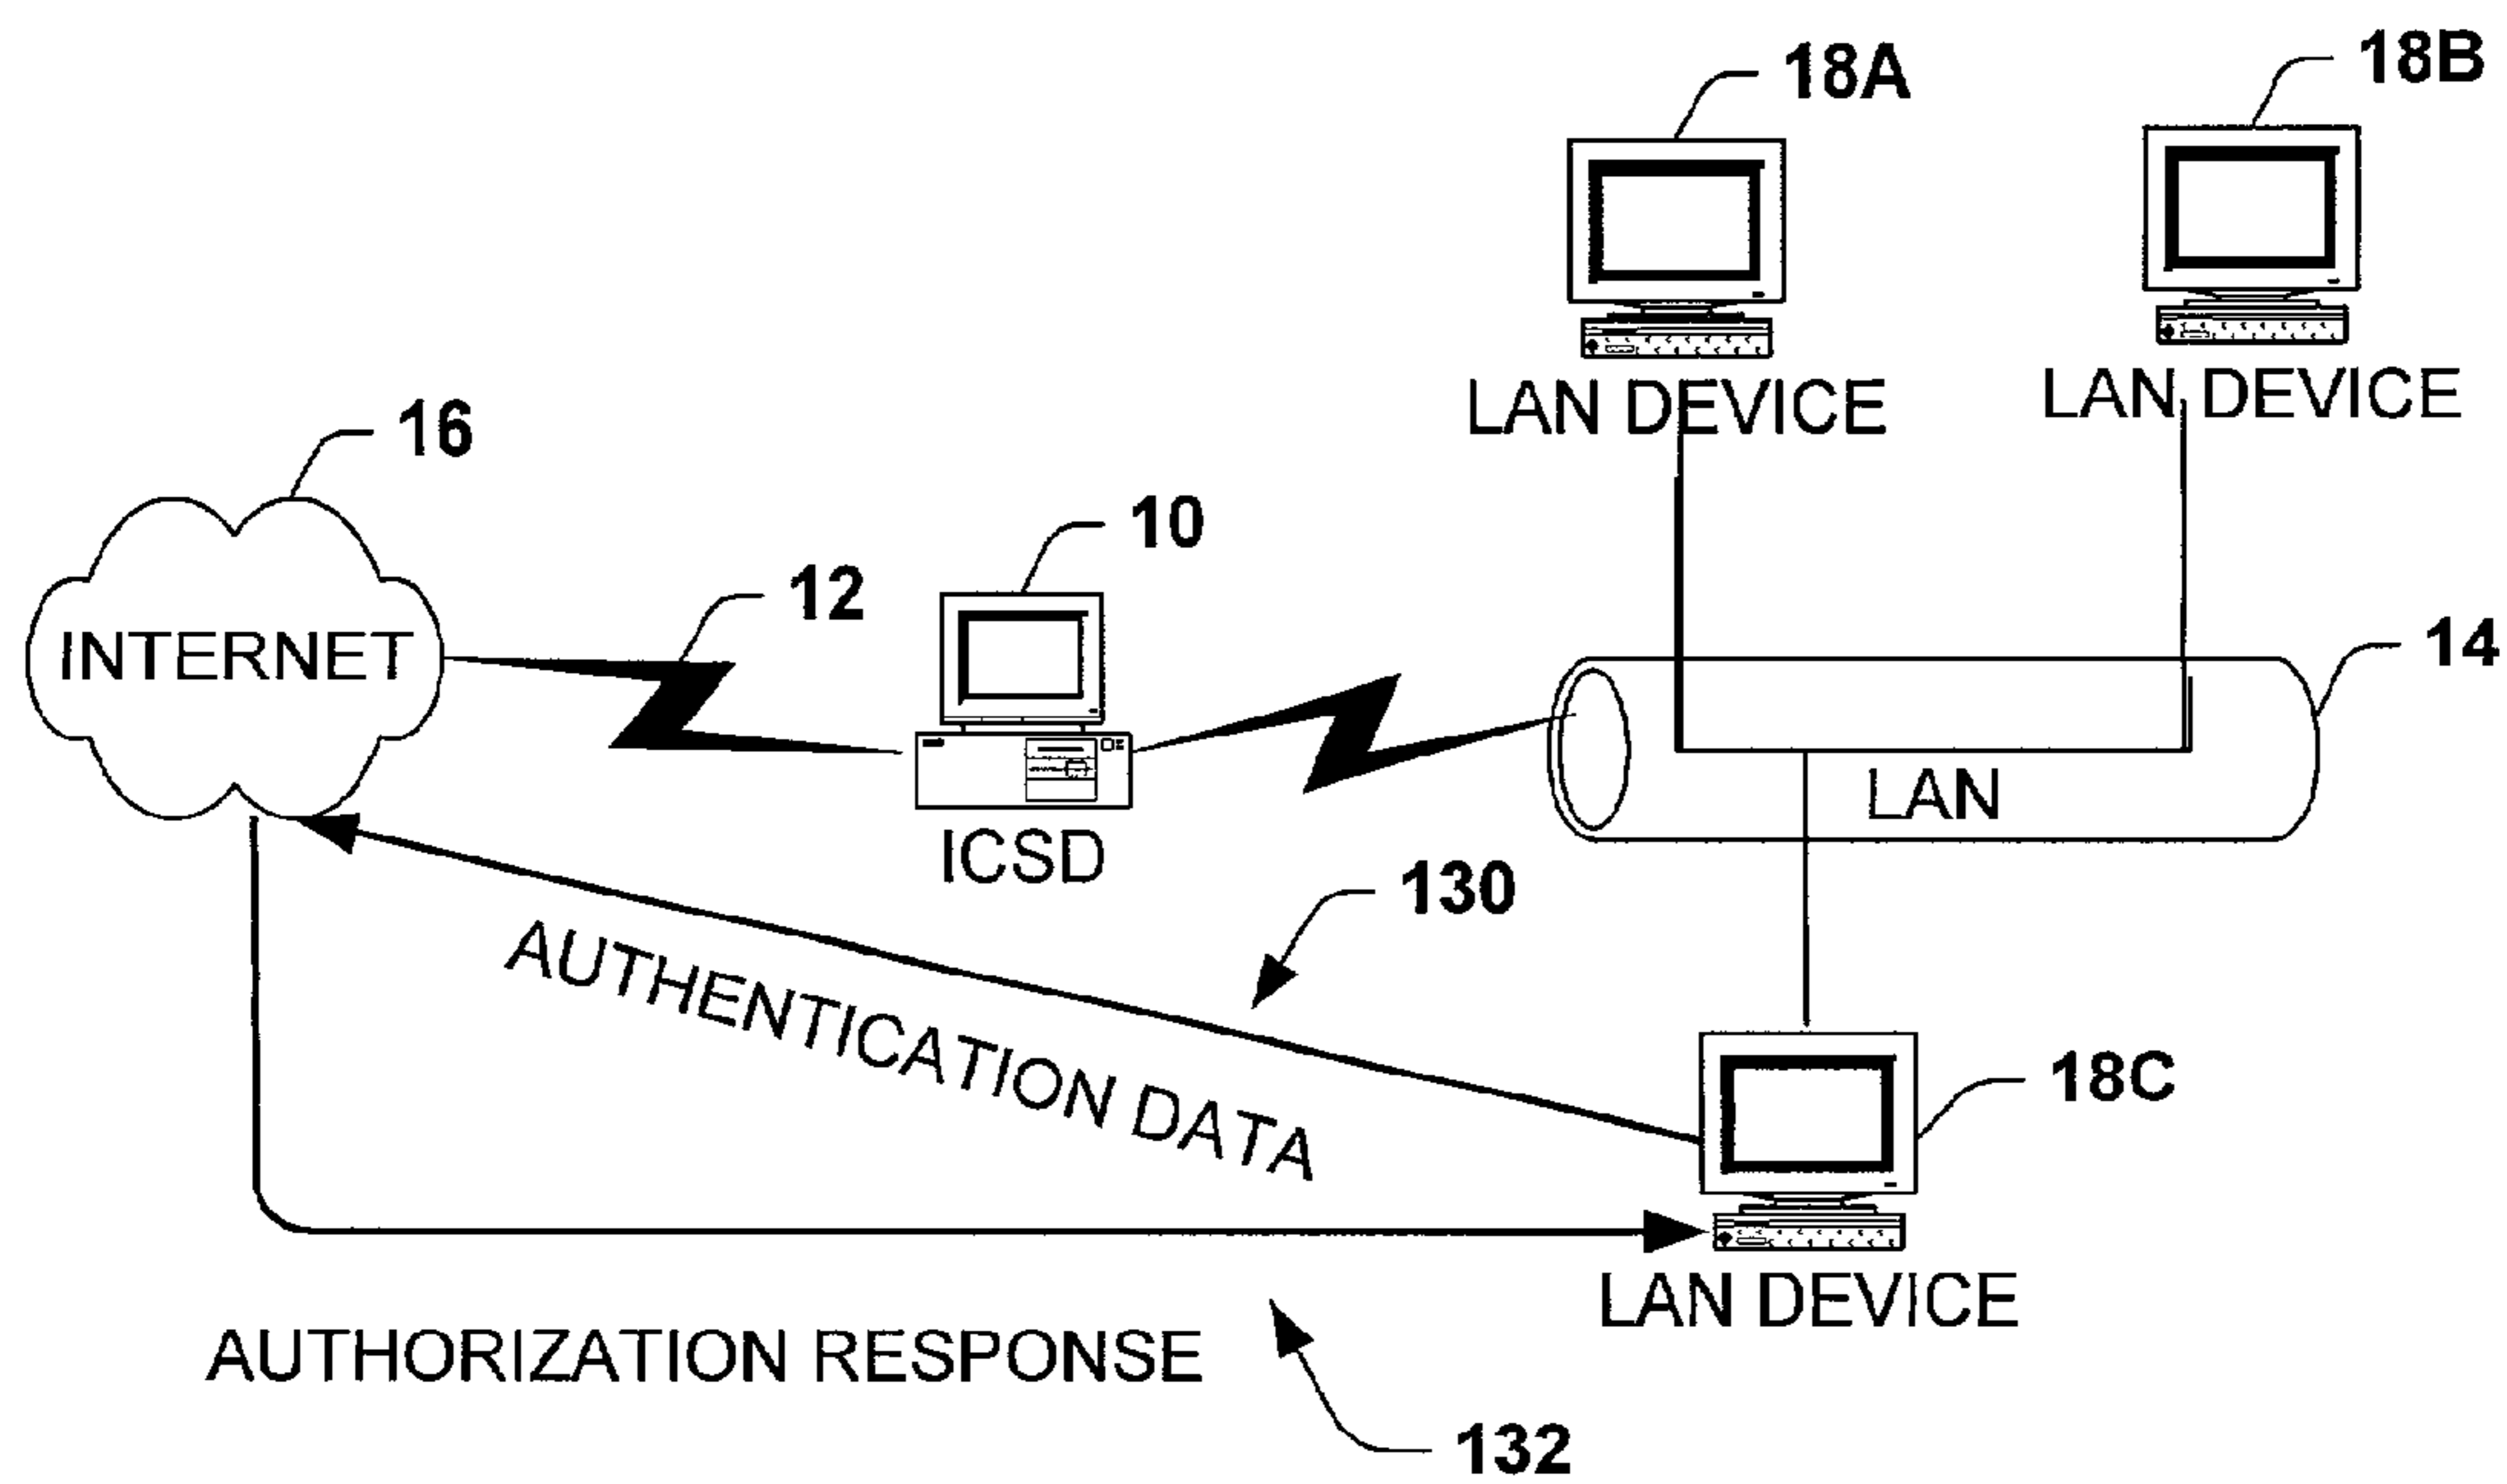 18A
18B
LAN DEVICE
LAN DEVICE
16
10
12
INTERNET
14
LAN
ICSD
130
AUTHENTICATION DATA
18C
LAN DEVICE
AUTHORIZATION RESPONSE
132